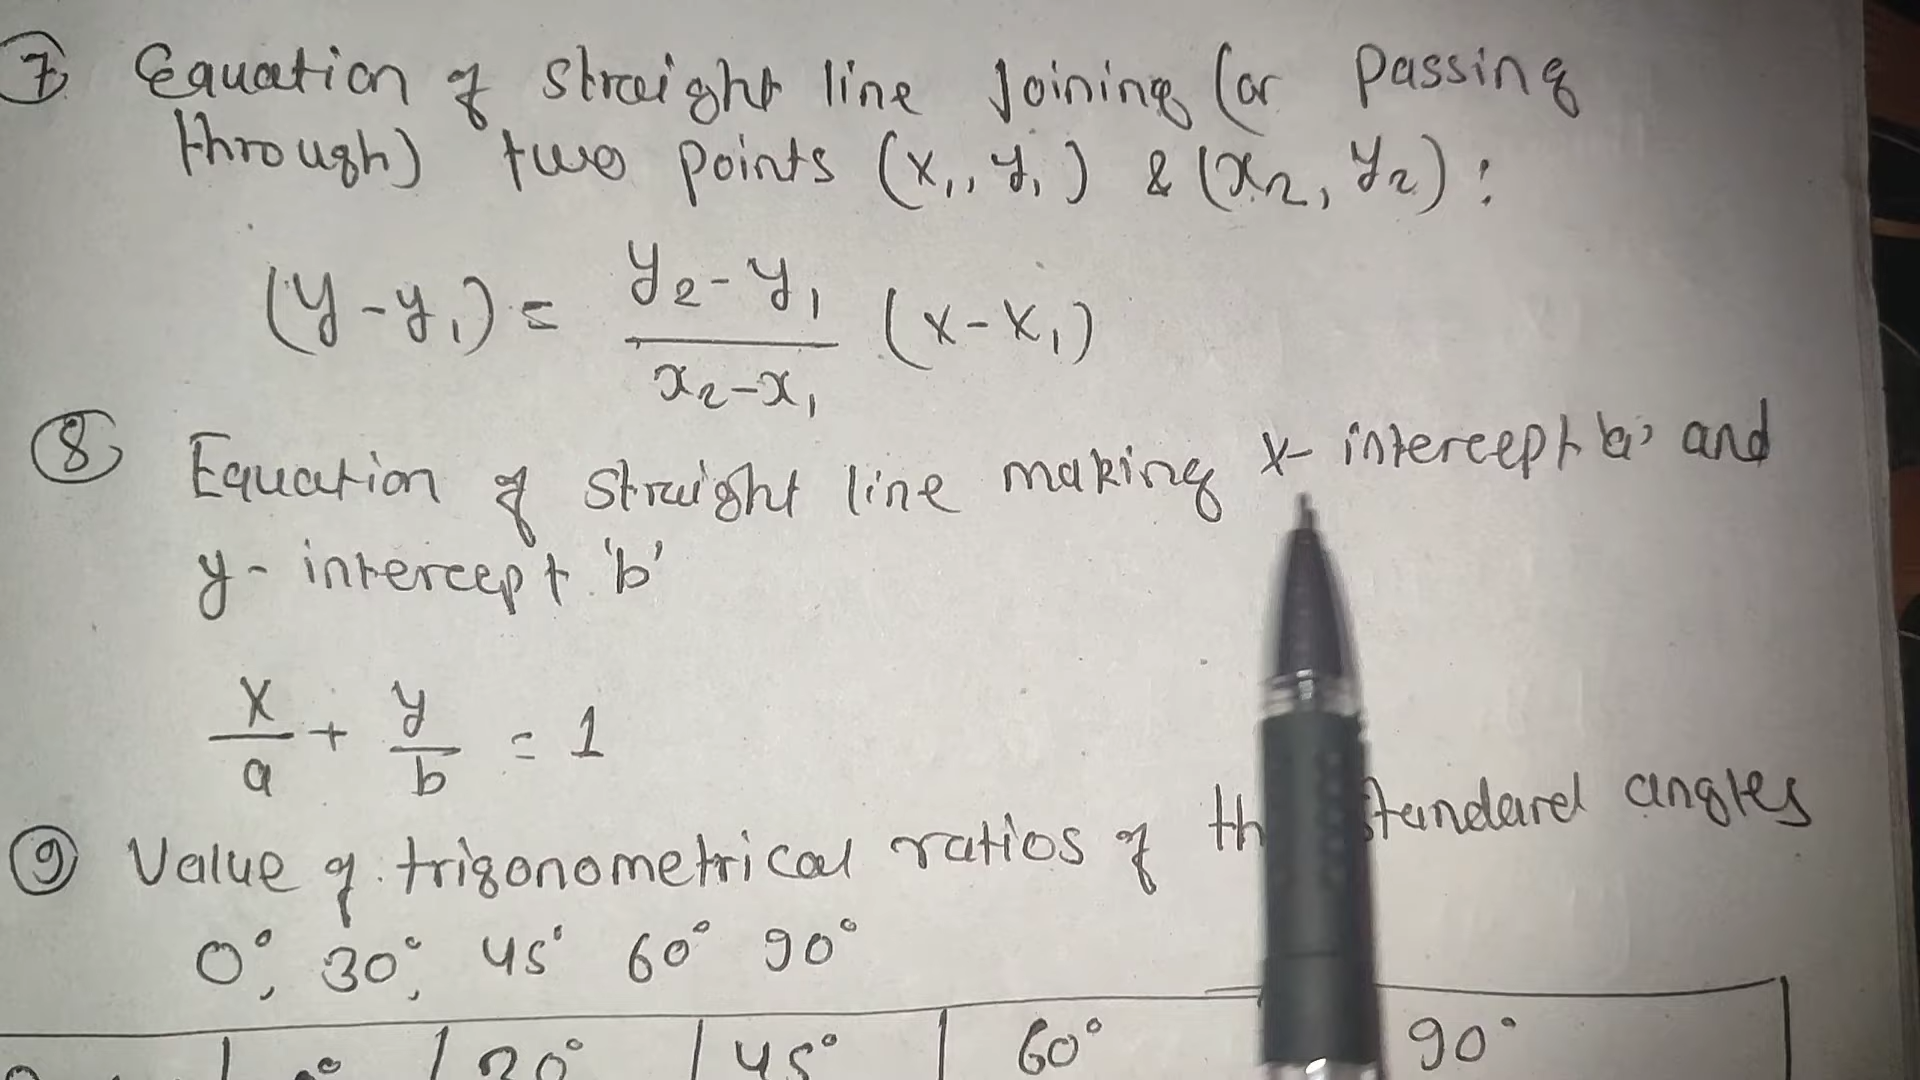 ⑦ Equation of straight line Joining (or Passing
through) two points (x₁, y₁) & (x₂, y₂):
(y-y₁) = y₂-y₁ / x₂-x₁ (x-x₁)
⑧ Equation of straight line making x- intercept 'a' and
y- intercept 'b'
x/a + y/b = 1
⑨ Value of trigonometrical ratios of standard angles
0°, 30°, 45° 60° 90°
45° 60° 90°